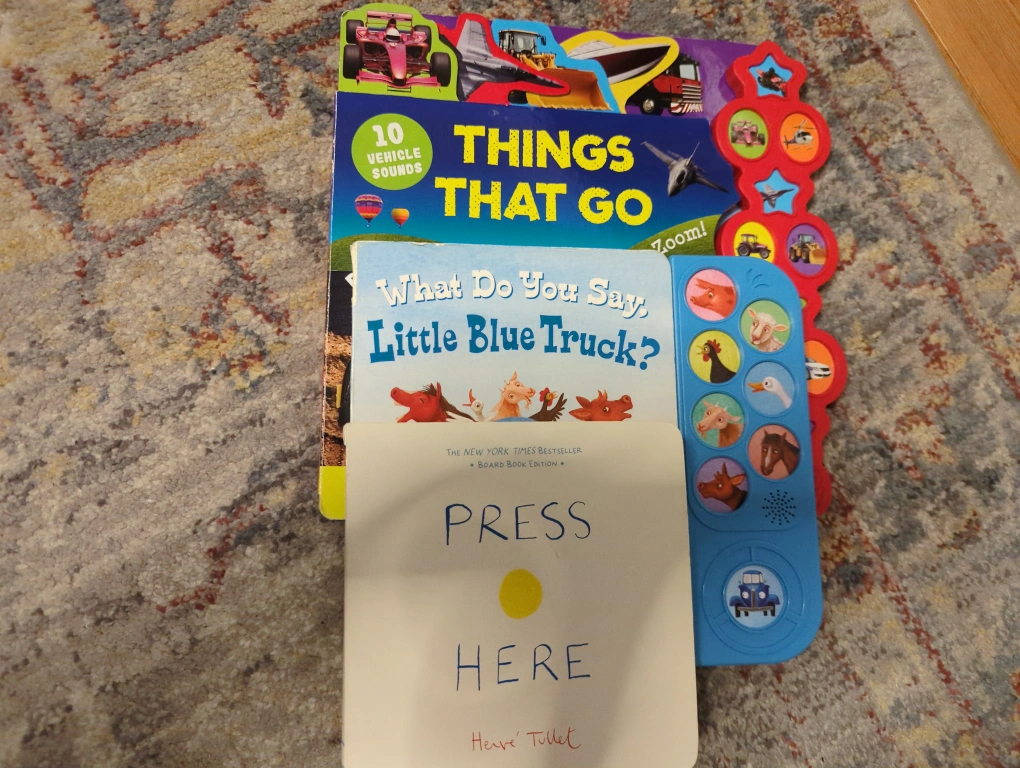 10
VEHICLE
SOUNDS
THINGS
THAT GO
Zoom!
What Do You Say,
Little Blue Truck?
THE NEW YORK TIMES BESTSELLER
• BOARD BOOK EDITION •
PRESS
HERE
Hervé Tullet